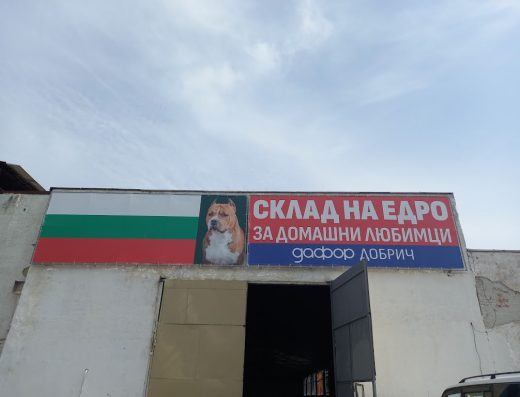 СКЛАД НА ЕДРО
ЗА ДОМАШНИ ЛЮБИМЦИ
дафор ДОБРИЧ